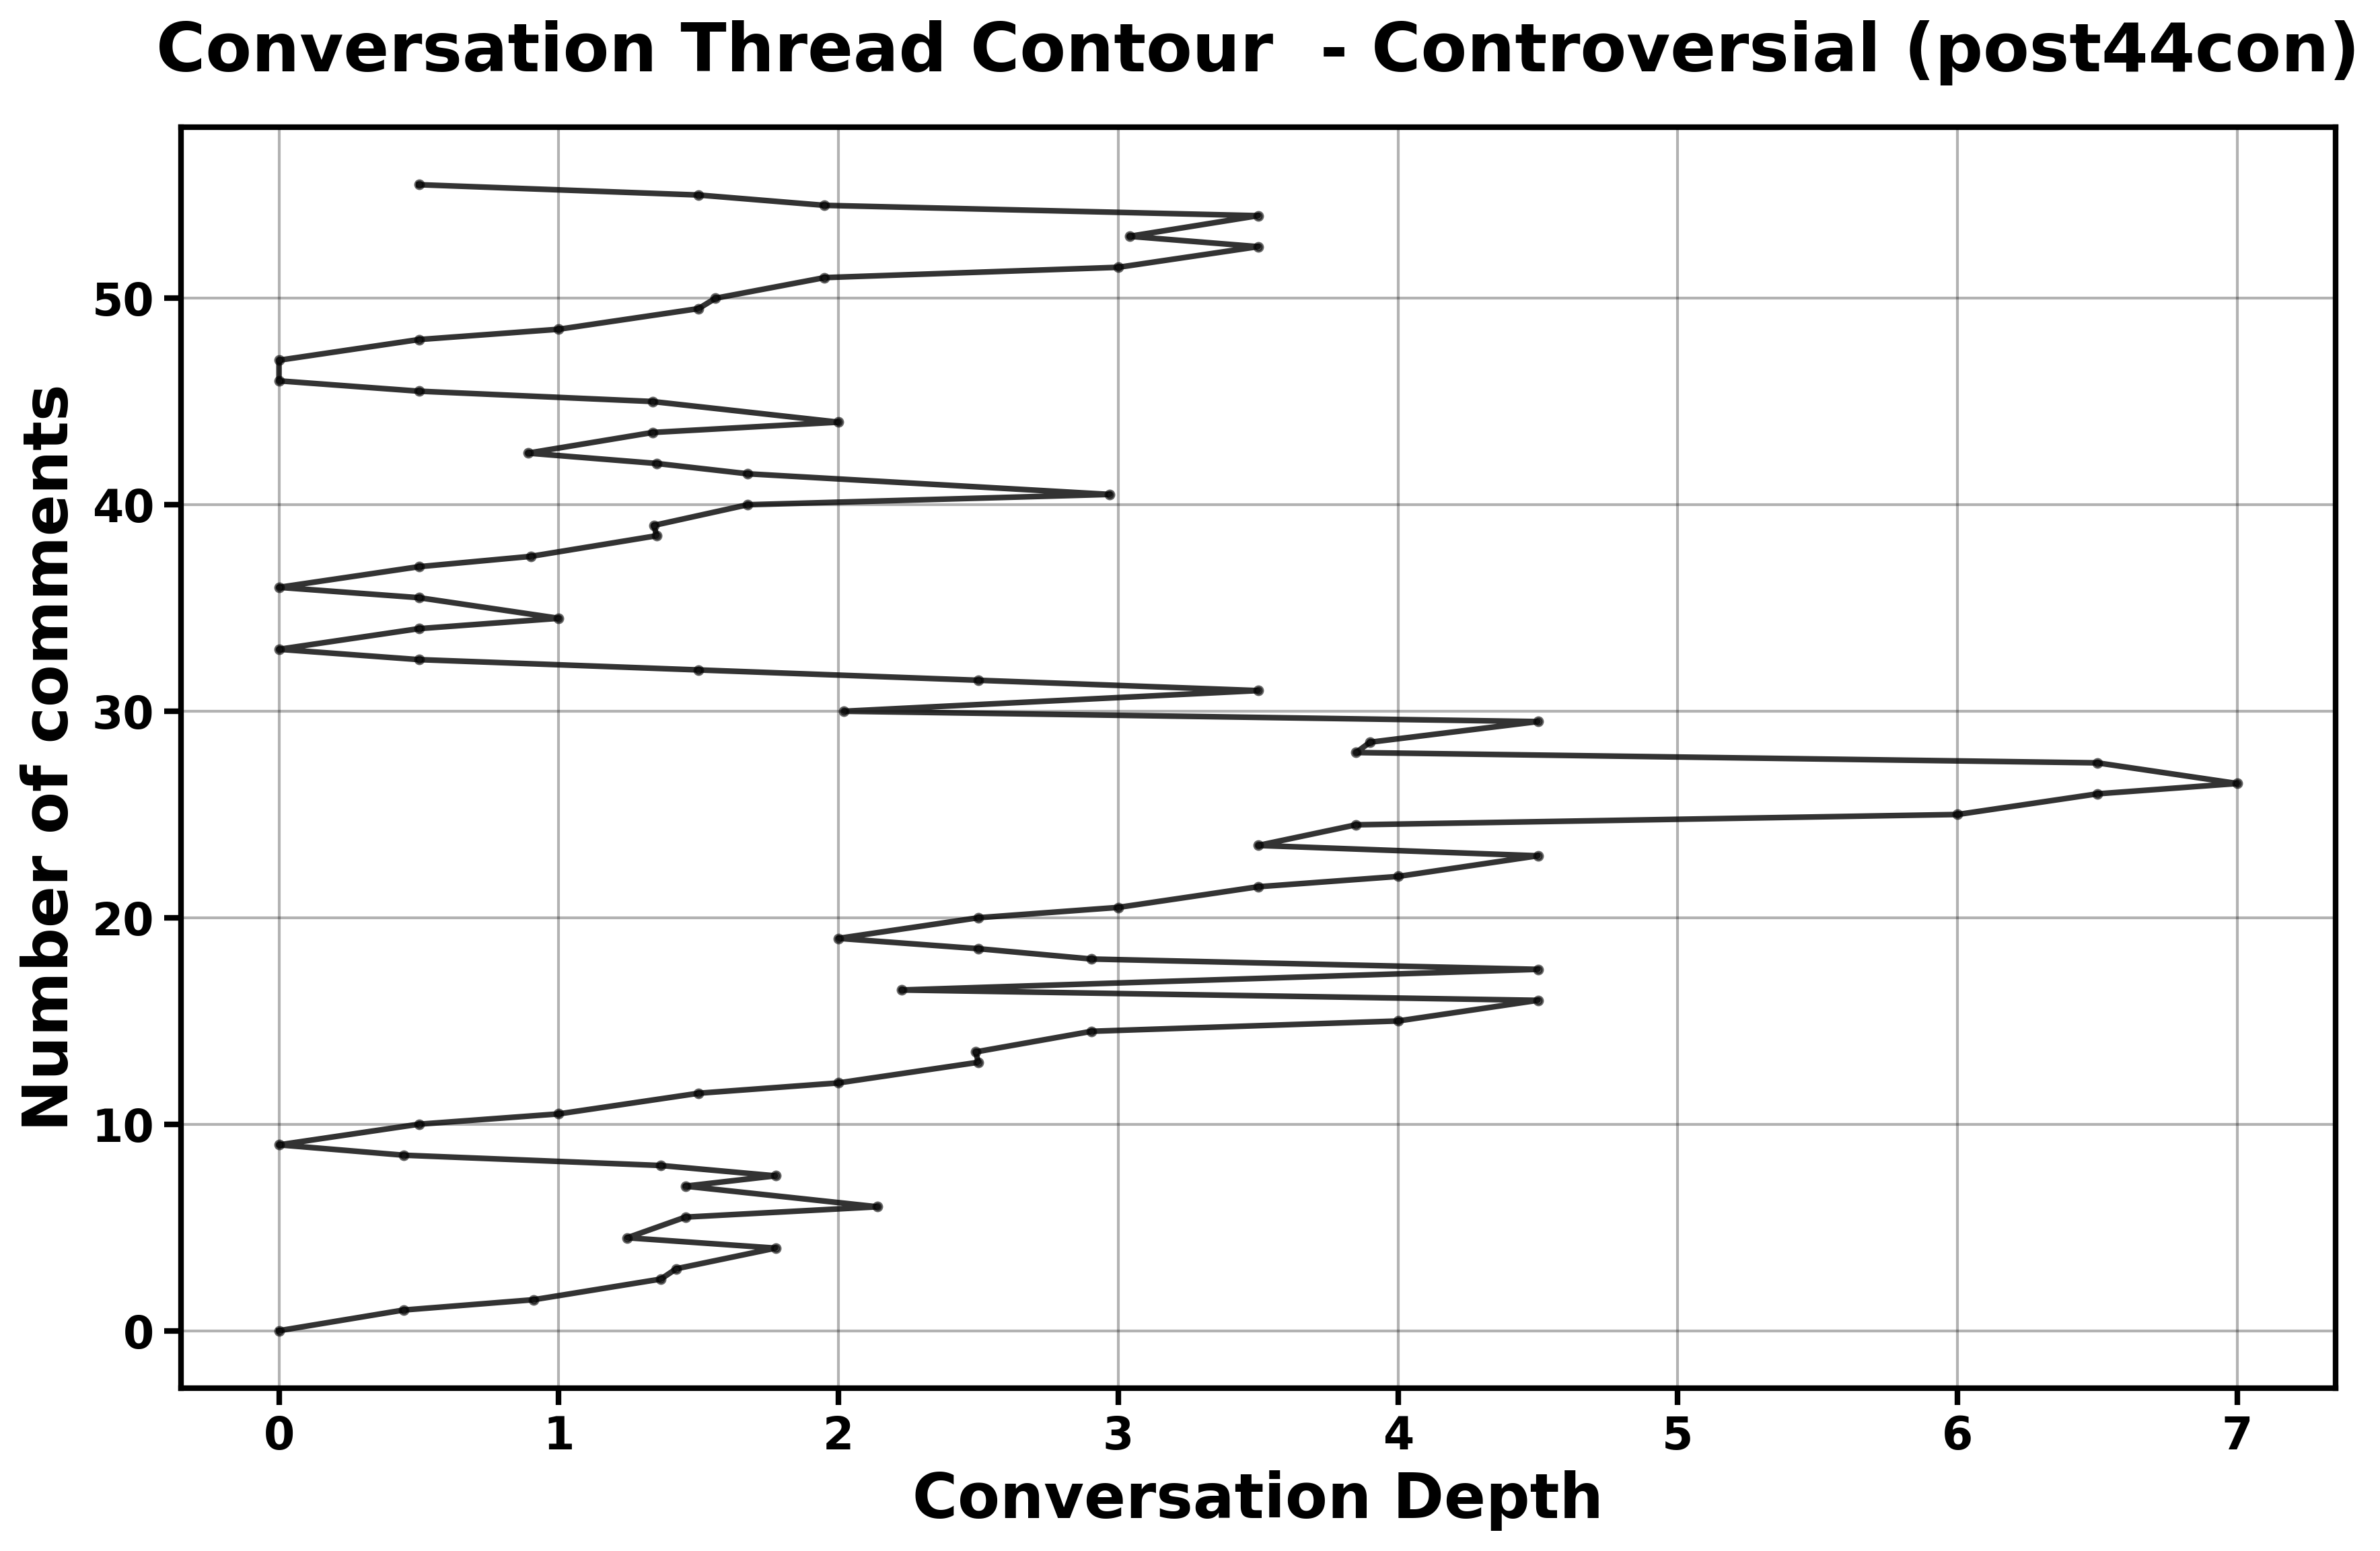 Conversation Thread Contour  - Controversial (post44con)
Number of comments
50
40
30
20
10
0
0 1 2 3 4 5 6 7
Conversation Depth